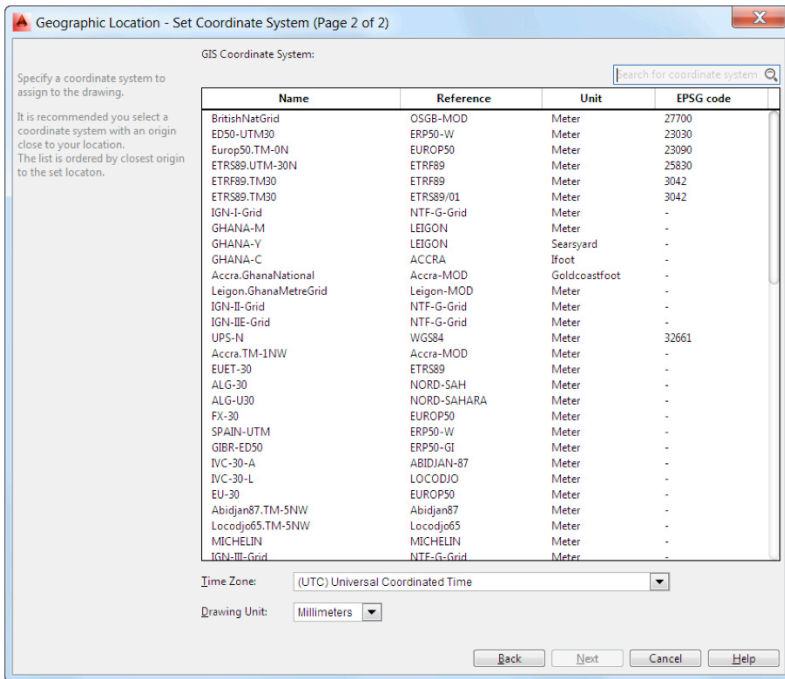 Geographic Location - Set Coordinate System (Page 2 of 2)
X
Specify a coordinate system to
assign to the drawing.
It is recommended you select a
coordinate system with an origin
close to your location.
The list is ordered by closest origin
to the set locaton.
GIS Coordinate System:
Search for coordinate system
Name Reference Unit EPSG code
BritishNatGrid OSGB-MOD Meter 27700
ED50-UTM30 ERP50-W Meter 23030
Europ50.TM-0N EUROP50 Meter 23090
ETRS89.UTM-30N ETRF89 Meter 25830
ETRF89.TM30 ETRF89 Meter 3042
ETRS89.TM30 ETRS89/01 Meter 3042
IGN-I-Grid NTF-G-Grid Meter -
GHANA-M LEIGON Meter -
GHANA-Y LEIGON Searsyard -
GHANA-C ACCRA Ifoot -
Accra.GhanaNational Accra-MOD Goldcoastfoot -
Leigon.GhanaMetreGrid Leigon-MOD Meter -
IGN-II-Grid NTF-G-Grid Meter -
IGN-IIE-Grid NTF-G-Grid Meter -
UPS-N WGS84 Meter 32661
Accra.TM-1NW Accra-MOD Meter -
EUET-30 ETRS89 Meter -
ALG-30 NORD-SAH Meter -
ALG-U30 NORD-SAHARA Meter -
FX-30 EUROP50 Meter -
SPAIN-UTM ERP50-W Meter -
GIBR-ED50 ERP50-GI Meter -
IVC-30-A ABIDJAN-87 Meter -
IVC-30-L LOCODJO Meter -
EU-30 EUROP50 Meter -
Abidjan87.TM-5NW Abidjan87 Meter -
Locodjo65.TM-5NW Locodjo65 Meter -
MICHELIN MICHELIN Meter -
IGN-III-Grid NTF-G-Grid Meter -
Time Zone: (UTC) Universal Coordinated Time
Drawing Unit: Millimeters
Back Next Cancel Help